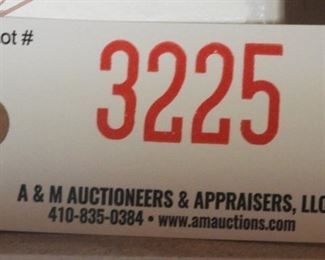 ot #
3225
A & M AUCTIONEERS & APPRAISERS, LLC
410-835-0384 • www.amauctions.com